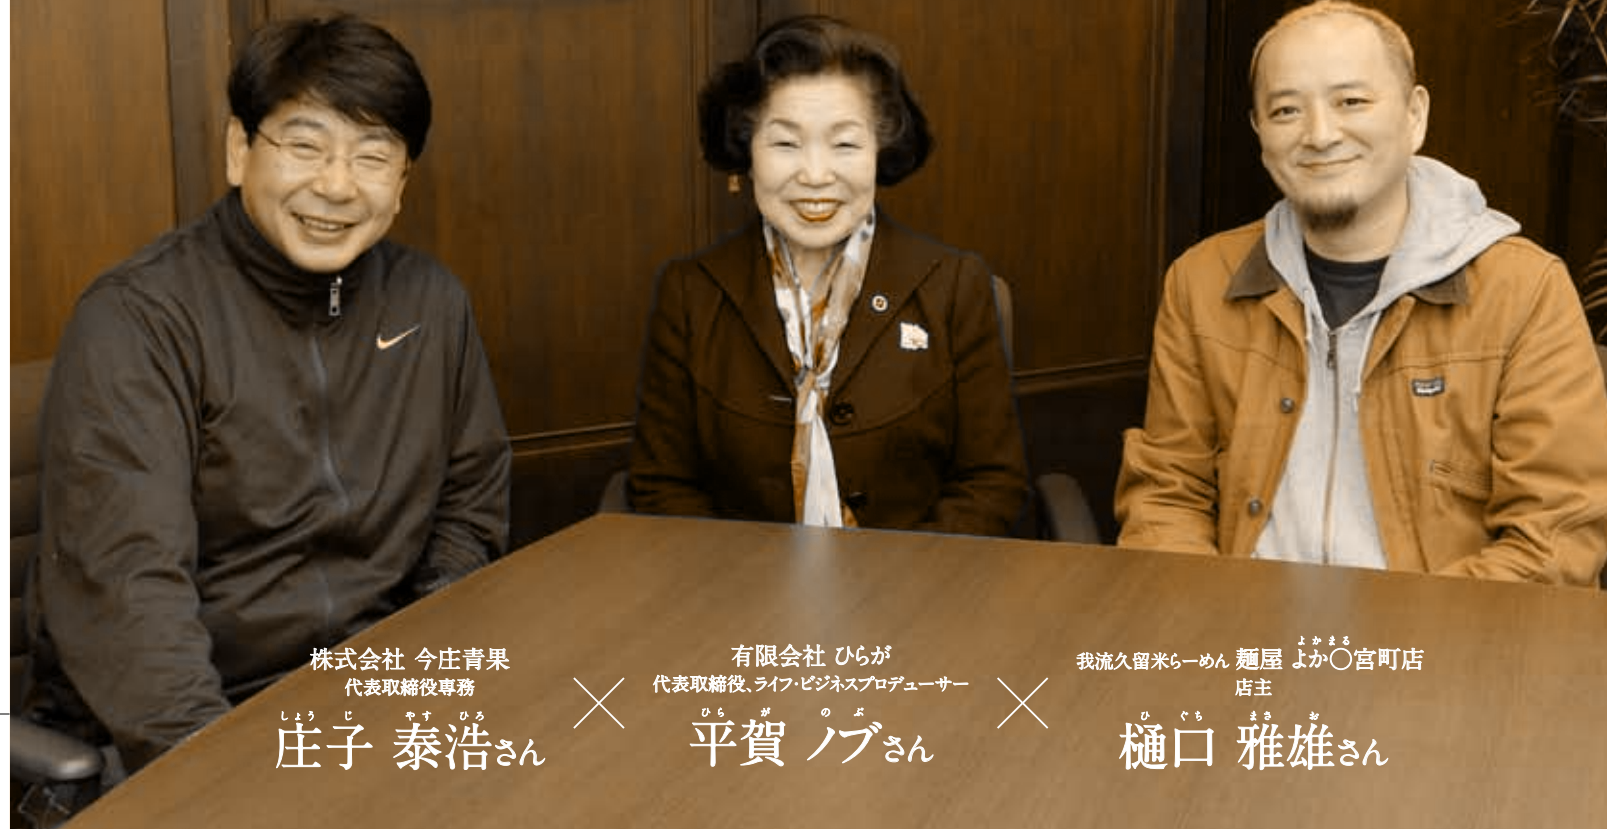 株式会社 今庄青果
代表取締役専務
しょう じ やす ひろ
庄子 泰浩さん
有限会社 ひらが
代表取締役、ライフ・ビジネスプロデューサー
ひら が の ぶ
平賀 ノブさん
よかまる
我流久留米らーめん 麺屋 よか〇宮町店
店主
ひ ぐち まさ お
樋口 雅雄さん